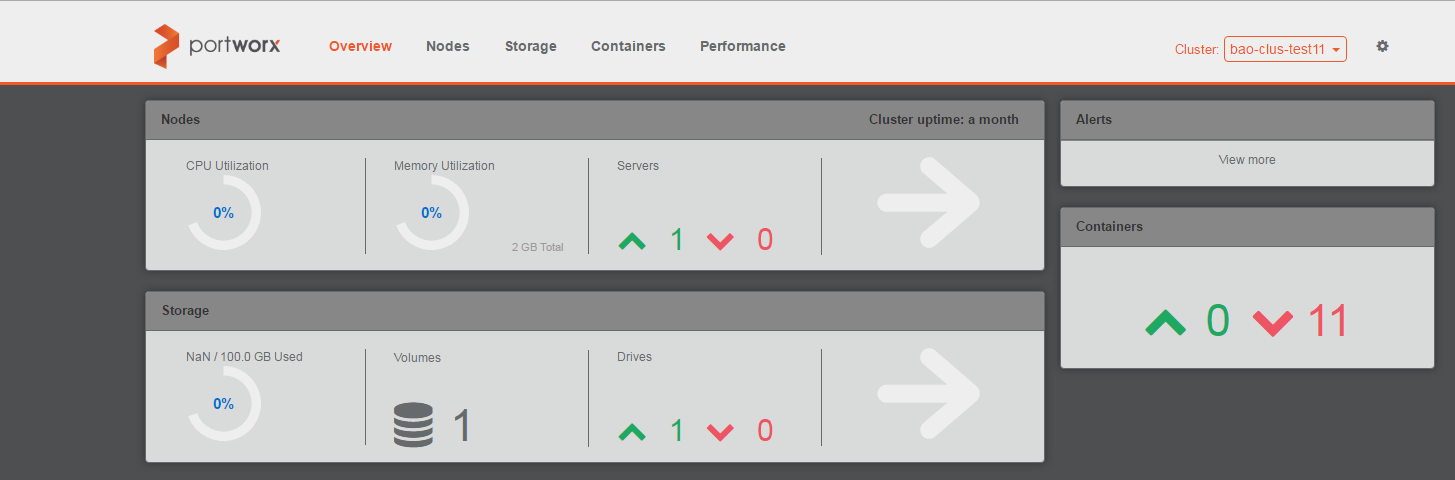 portworx Overview Nodes Storage Containers Performance Cluster: bao-clus-test11
Nodes Cluster uptime: a month
CPU Utilization Memory Utilization Servers
0% 0%
2 GB Total
1 0
Storage
NaN / 100.0 GB Used Volumes Drives
0%
1
1 0
Alerts
View more
Containers
0 11